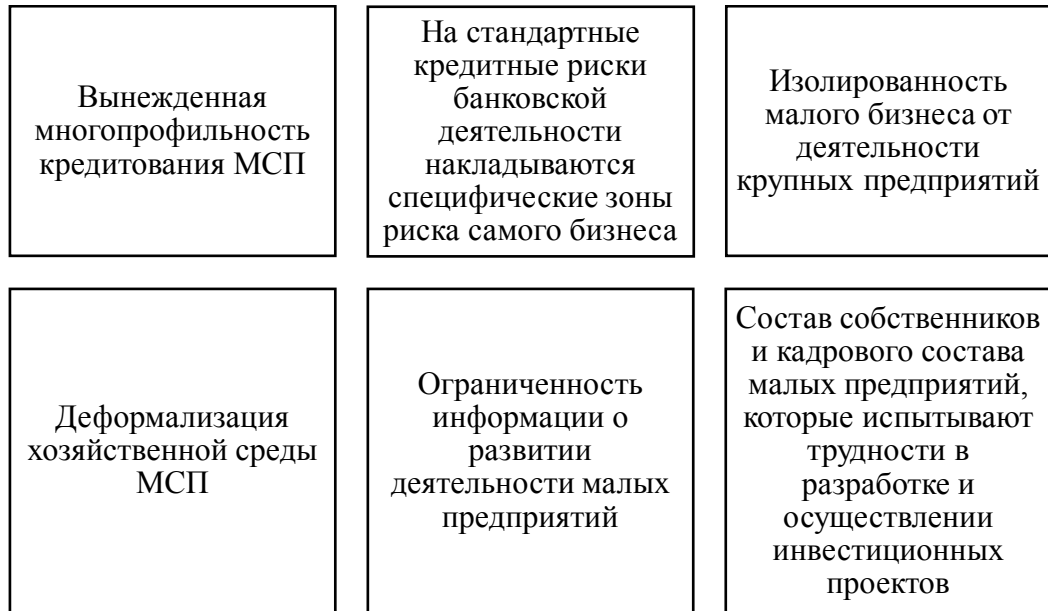 Вынежденная
многопрофильность
кредитования МСП
На стандартные
кредитные риски
банковской
деятельности
накладываются
специфические зоны
риска самого бизнеса
Изолированность
малого бизнеса от
деятельности
крупных предприятий
Деформализация
хозяйственной среды
МСП
Ограниченность
информации о
развитии
деятельности малых
предприятий
Состав собственников
и кадрового состава
малых предприятий,
которые испытывают
трудности в
разработке и
осуществлении
инвестиционных
проектов